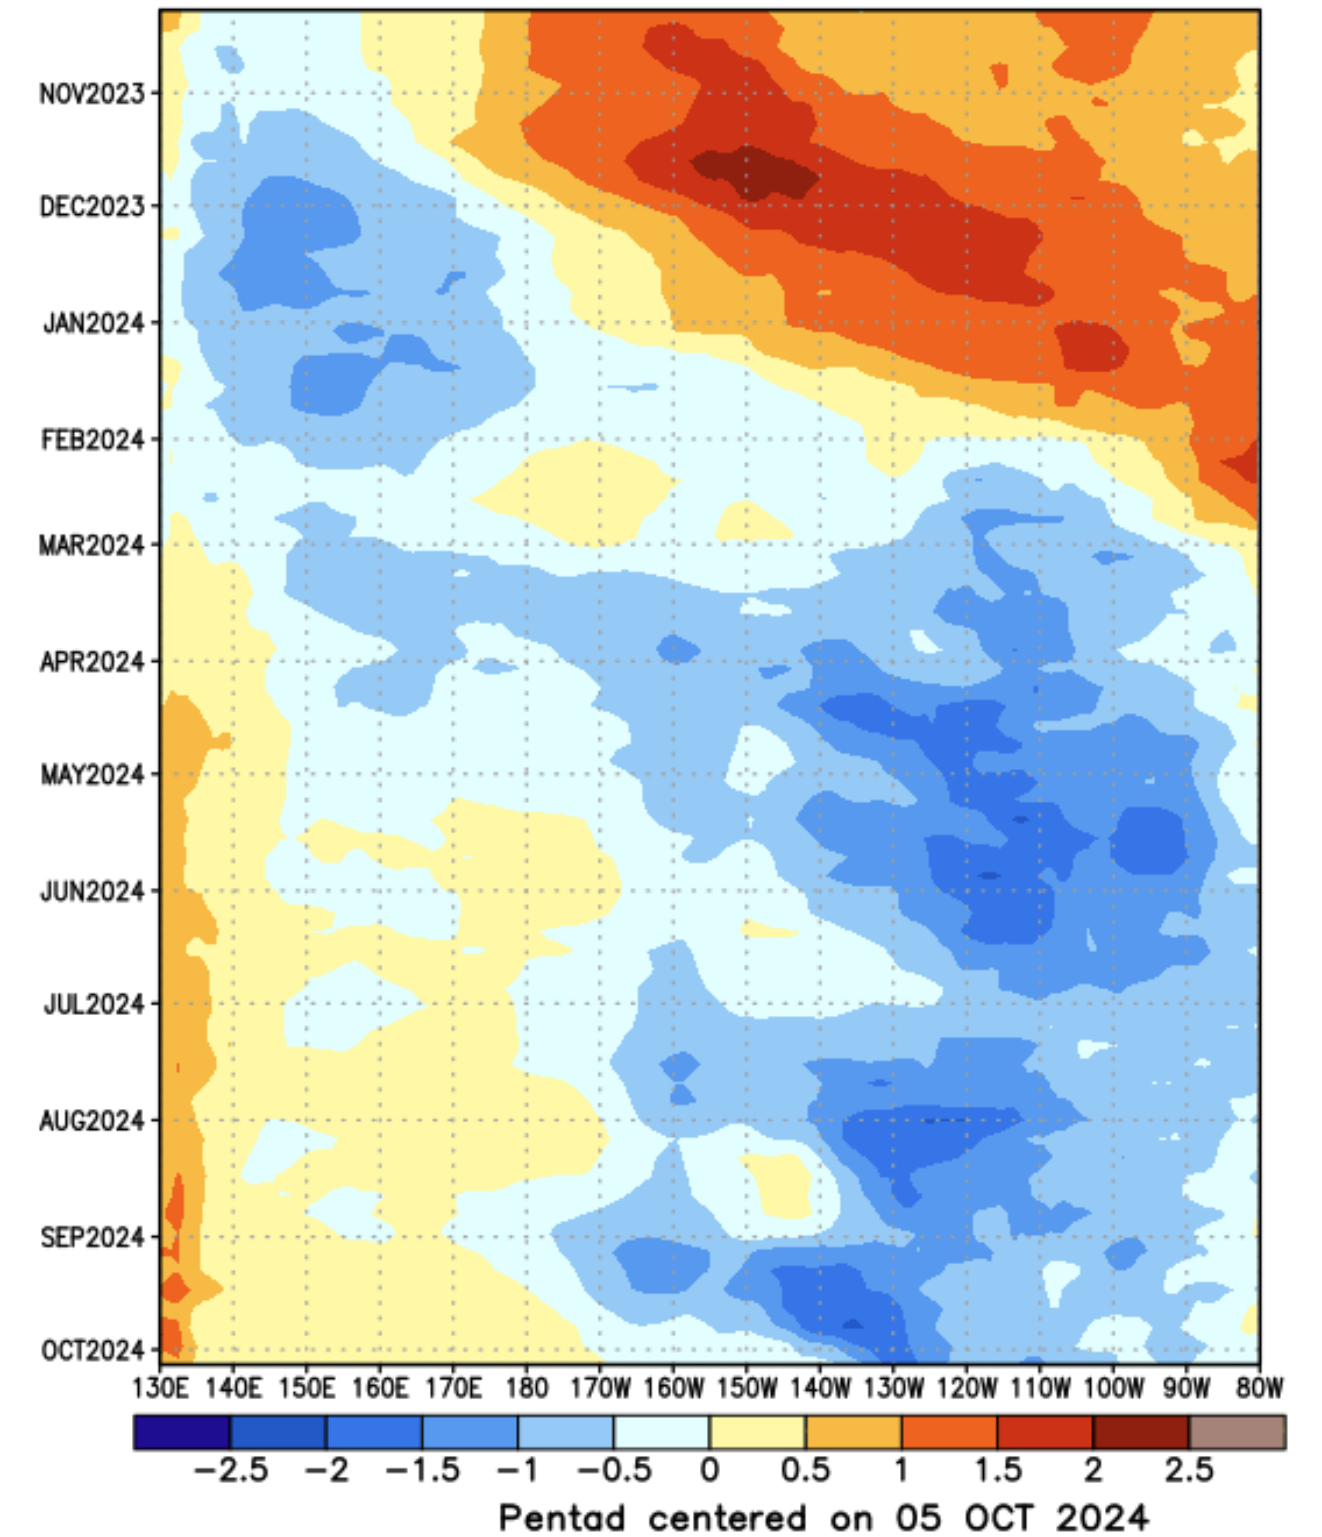 NOV2023
DEC2023
JAN2024
FEB2024
MAR2024
APR2024
MAY2024
JUN2024
JUL2024
AUG2024
SEP2024
OCT2024
130E 140E 150E 160E 170E 180 170W 160W 150W 140W 130W 120W 110W 100W 90W 80W
−2.5 −2 −1.5 −1 −0.5 0 0.5 1 1.5 2 2.5
Pentad centered on 05 OCT 2024